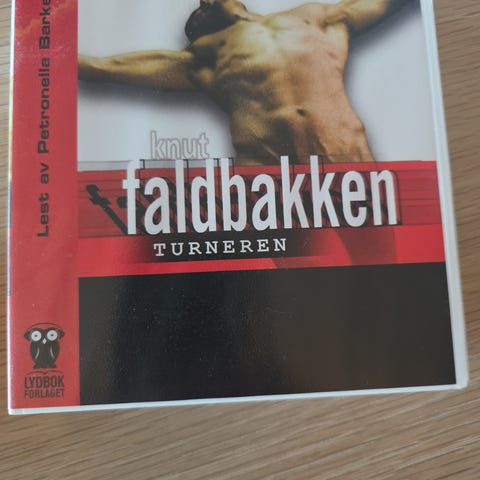 Lest av Petronella Barke
knut
faldbakken
TURNEREN
LYDBOK
FORLAGET